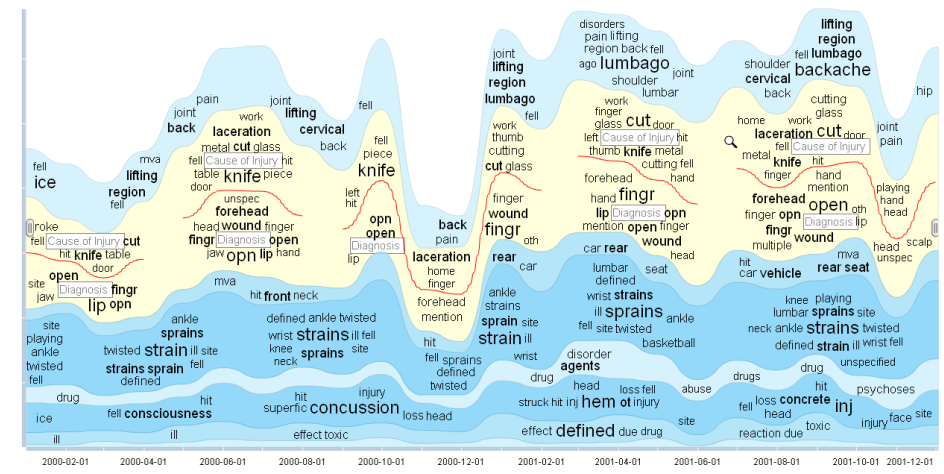 disorders
pain lifting
region back fell
ago lumbago
shoulder
lumbar
joint
lifting
region
fell lumbago
backache
shoulder
cervical
back
hip
joint
pain
joint
lifting
region
lumbago
fell
fell
pain
joint
back
joint
lifting
cervical
back
mva
lifting
region
fell
fell
ice
back
pain
work
laceration
metal cut glass
fell Cause of Injury hit
table knife piece
door
unspec
forehead
head wound finger
fingr Diagnosis open
jaw open lip hand
fell
piece
knife
left
hit
opn
open
Diagnosis
lip
roke
fell Cause of Injury cut
hit knife table
door
open
site Diagnosis fingr
jaw lip opn
laceration
home
finger
forehead
mention
work
thumb
cutting
cut glass
finger
wound
fingr
oth
work
finger
glass cut door
left Cause of Injury hit
thumb knife metal
cutting fell
forehead hand
hand fingr
lip Diagnosis opn
mention open finger
wound
head
cutting
glass
home work
laceration cut door
fell Cause of Injury
metal knife hit
finger hand
mention
forehead open oth
finger opn Diagnosis lip
fingr wound
multiple
playing
hand
head
head scalp
unspec
mva
hit front neck
rear
car
car rear
lumbar
defined
seat
wrist strains
ill sprains
fell site twisted
ankle
basketball
hit
car vehicle
mva
rear seat
knee playing
lumbar sprains site
neck ankle strains twisted
defined strain ill wrist
unspecified
site
playing
ankle
twisted
fell
ankle
sprains
twisted strain ill site
strains sprain
defined
defined ankle twisted
wrist strains ill fell
knee sprains site
neck
hit
fell sprains
defined
twisted
ankle
strains
sprain site
strain ill
wrist
drug
drug
disorder
agents
abuse
drugs
drug
psychoses
ice
fell consciousness
hit
hit
superfic concussion
injury
loss head
head loss fell
struck hit inj hem ot injury
site
hit
fell loss concrete inj
head
injury face site
ill
ill
effect toxic
effect defined due drug
reaction due toxic
2000-02-01 2000-04-01 2000-06-01 2000-08-01 2000-10-01 2000-12-01 2001-02-01 2001-04-01 2001-06-01 2001-08-01 2001-10-01 2001-12-01